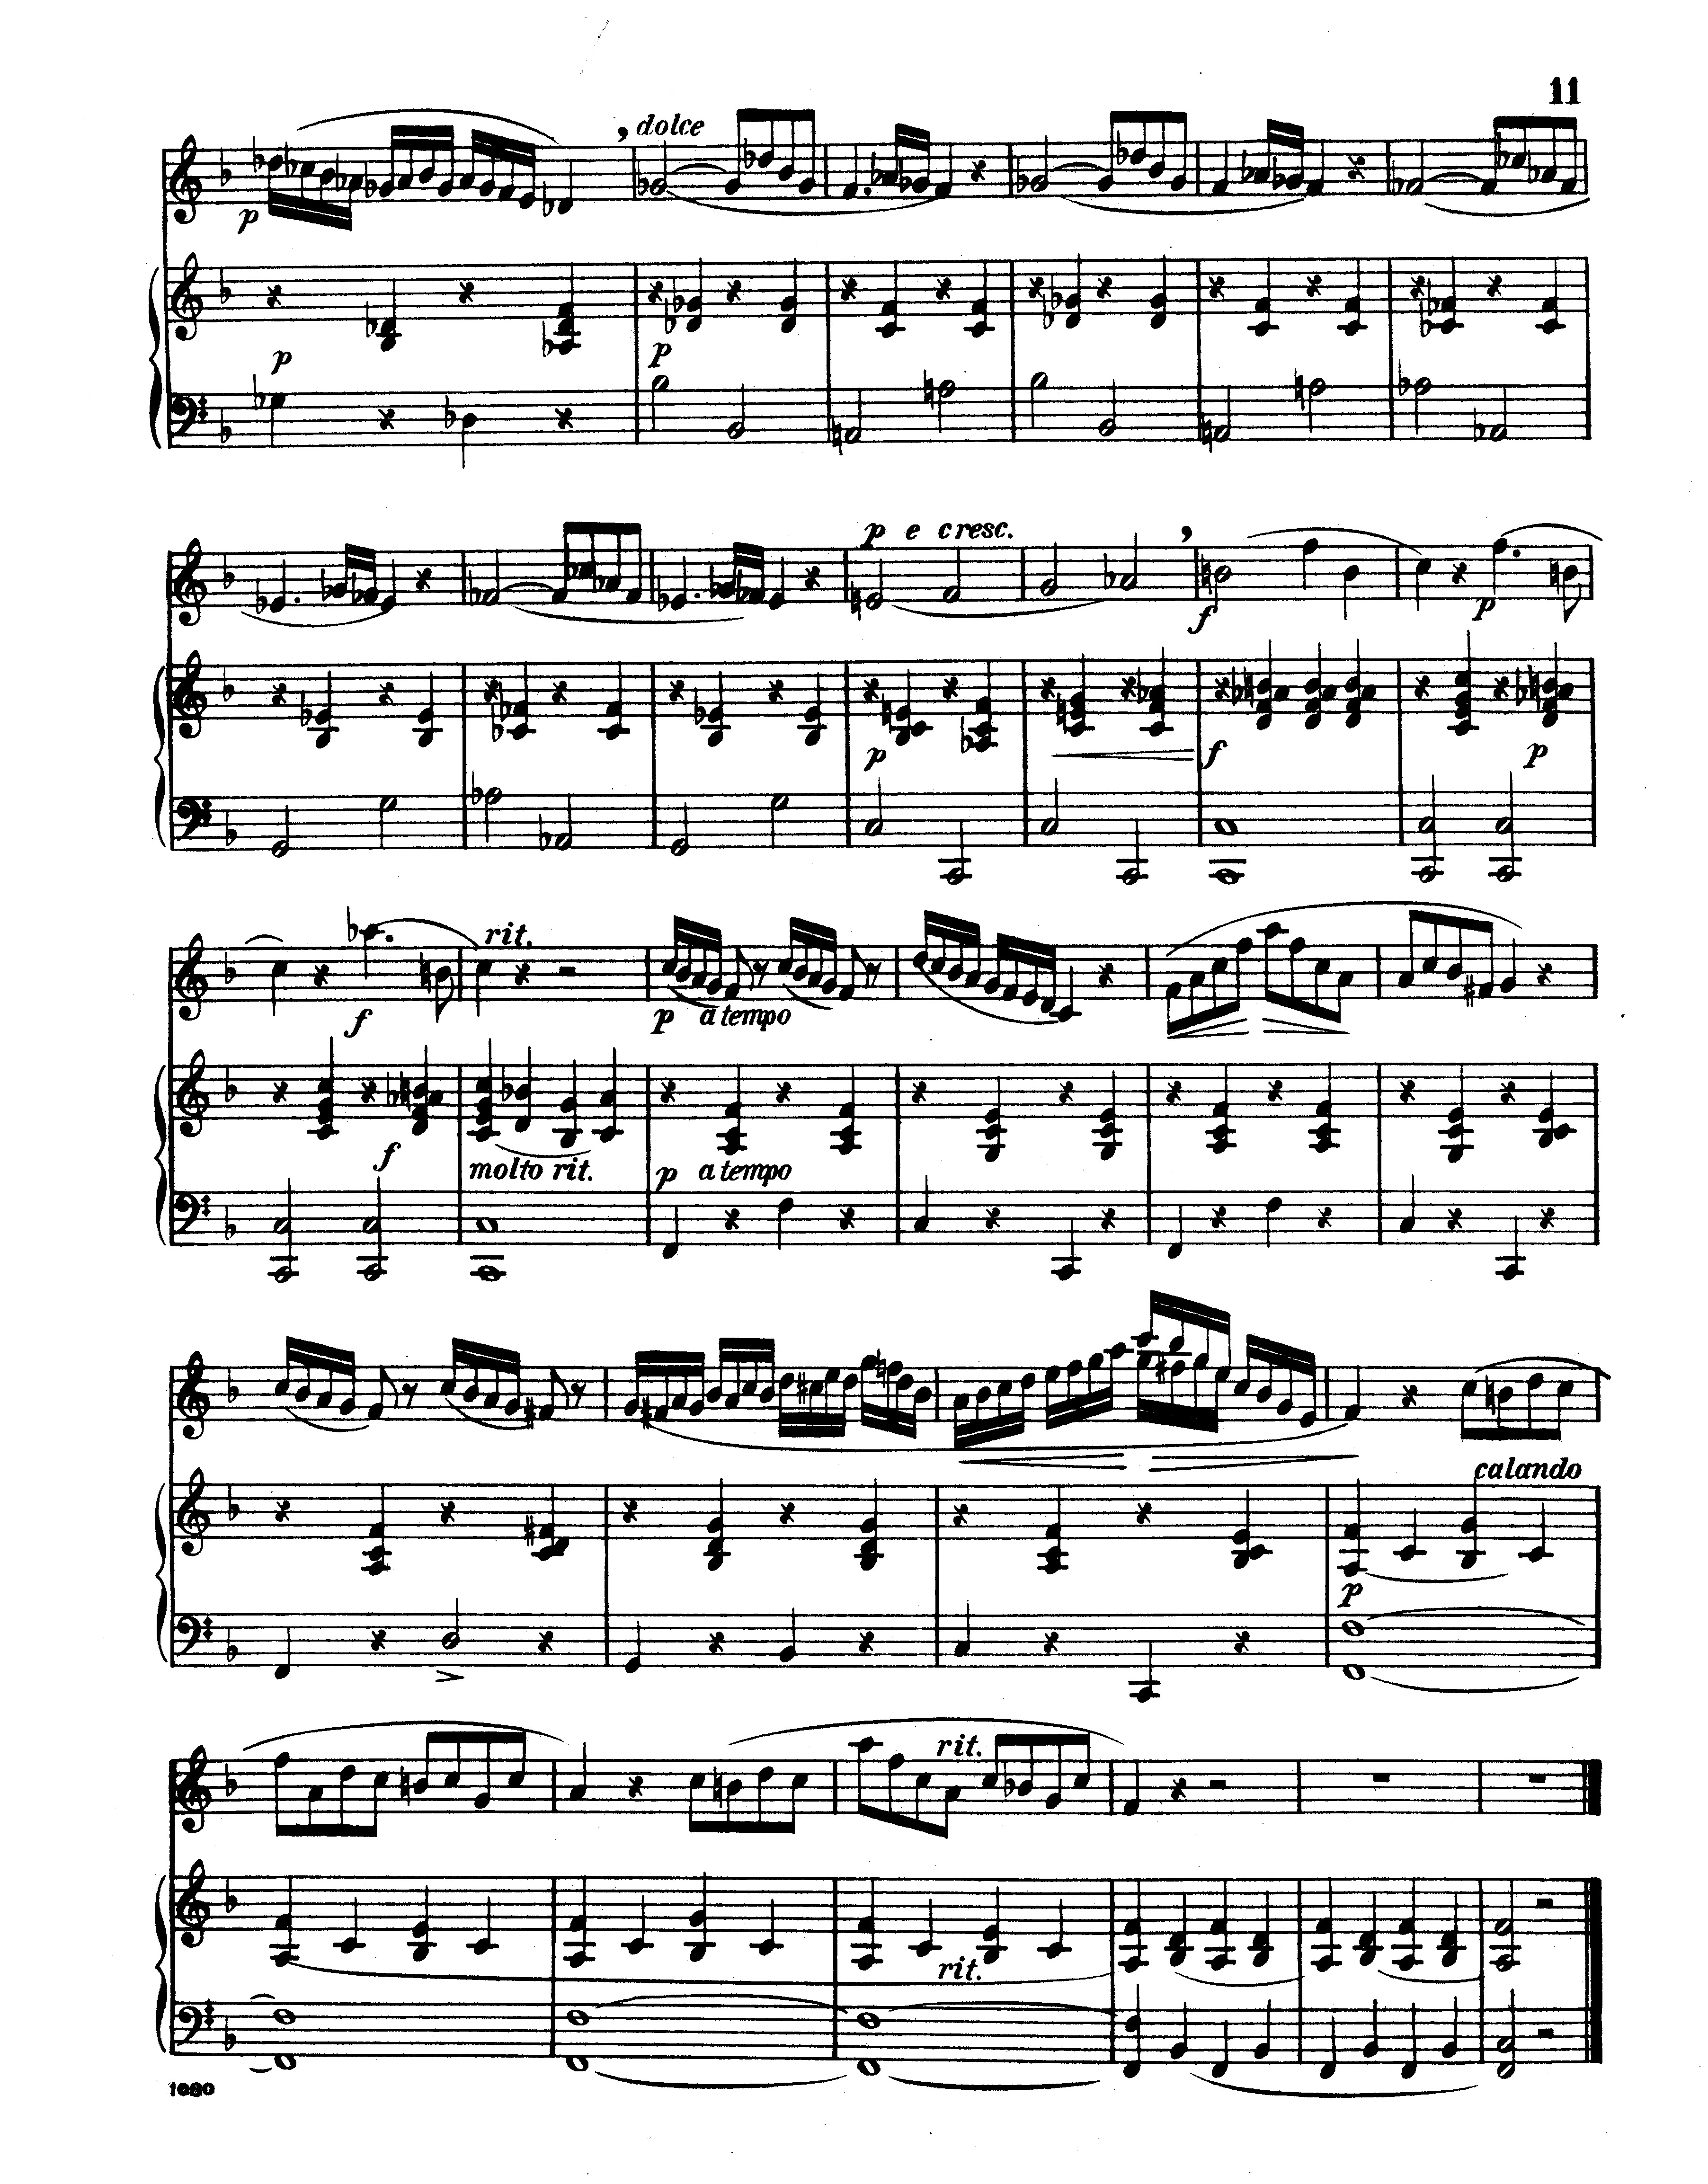 11
dolce
p
p
p
p e cresc.
f
p
p
f
p
rit.
f
p a tempo
f
molto rit.
p a tempo
calando
p
rit.
rit.
1080